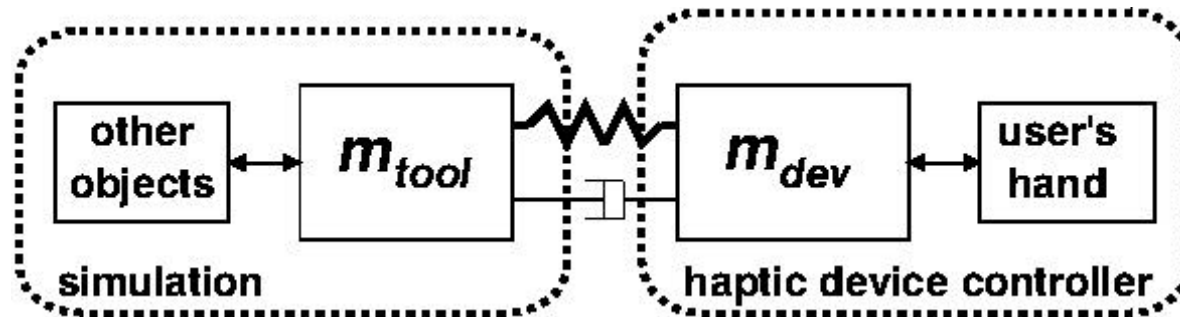 other
objects
m_tool
m_dev
user's
hand
simulation
haptic device controller